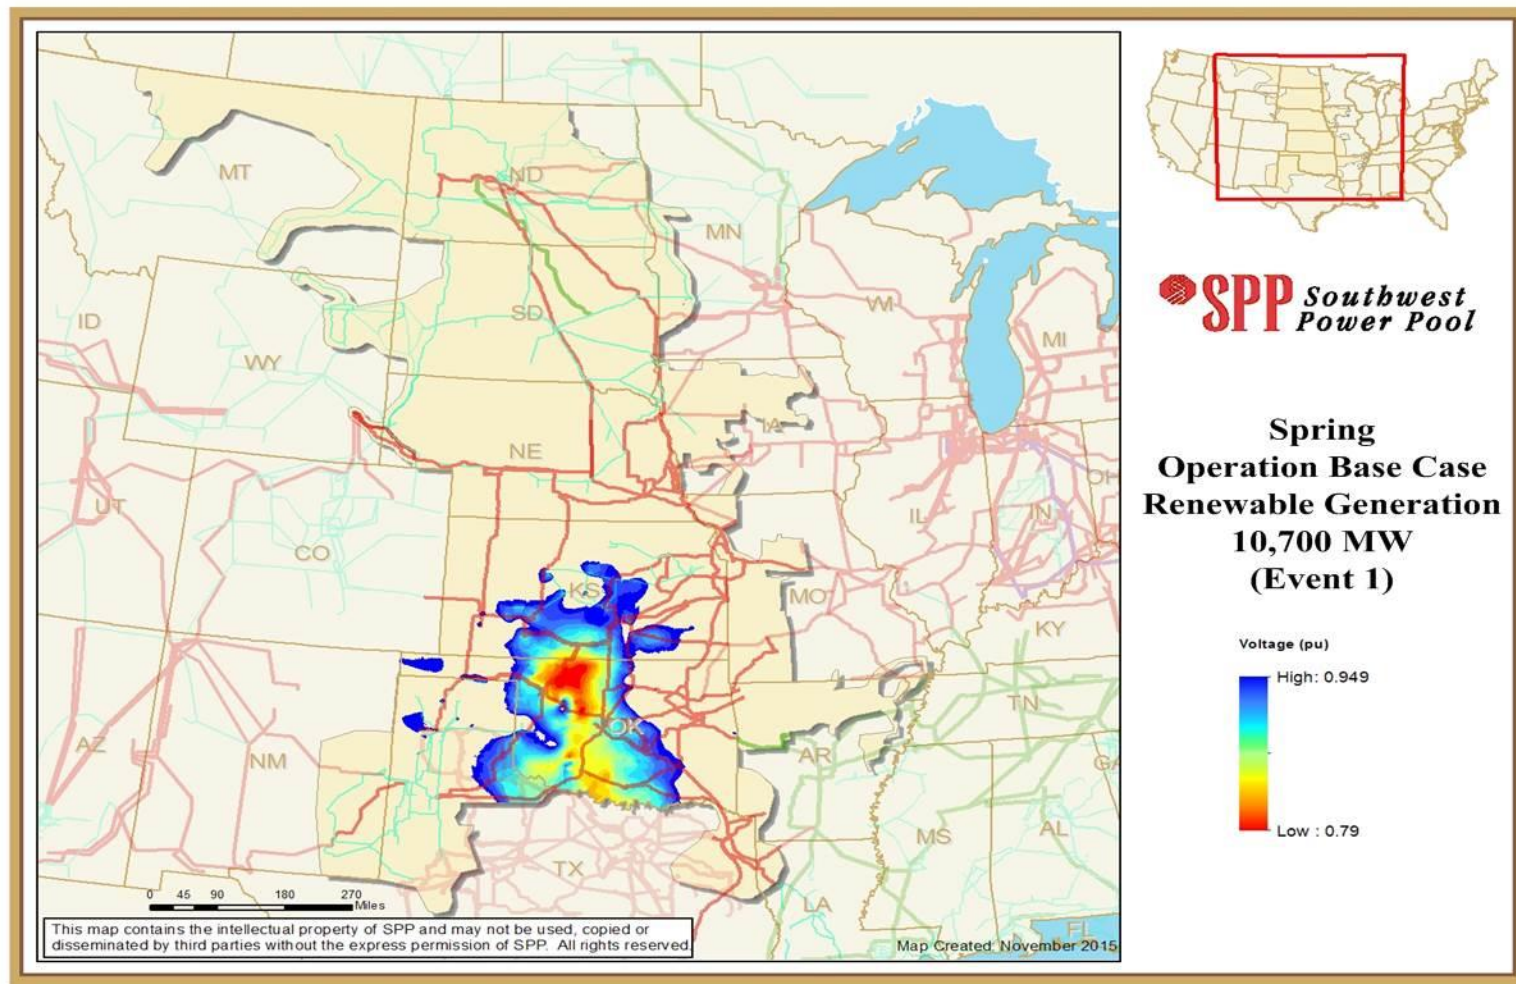 MT
ND
MN
ID
SD
WI
MI
WY
NE
IA
UT
CO
IL
IN
OH
KS
MO
KY
AZ
NM
OK
AR
TN
GA
MS
AL
TX
LA
FL
0 45 90 180 270
Miles
This map contains the intellectual property of SPP and may not be used, copied or
disseminated by third parties without the express permission of SPP. All rights reserved.
Map Created: November 2015
SPP Southwest
Power Pool
Spring
Operation Base Case
Renewable Generation
10,700 MW
(Event 1)
Voltage (pu)
High: 0.949
Low : 0.79